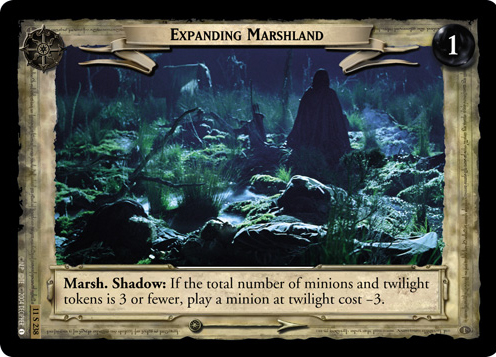 EXPANDING MARSHLAND
1
Marsh. Shadow: If the total number of minions and twilight
tokens is 3 or fewer, play a minion at twilight cost −3.
11 S 238